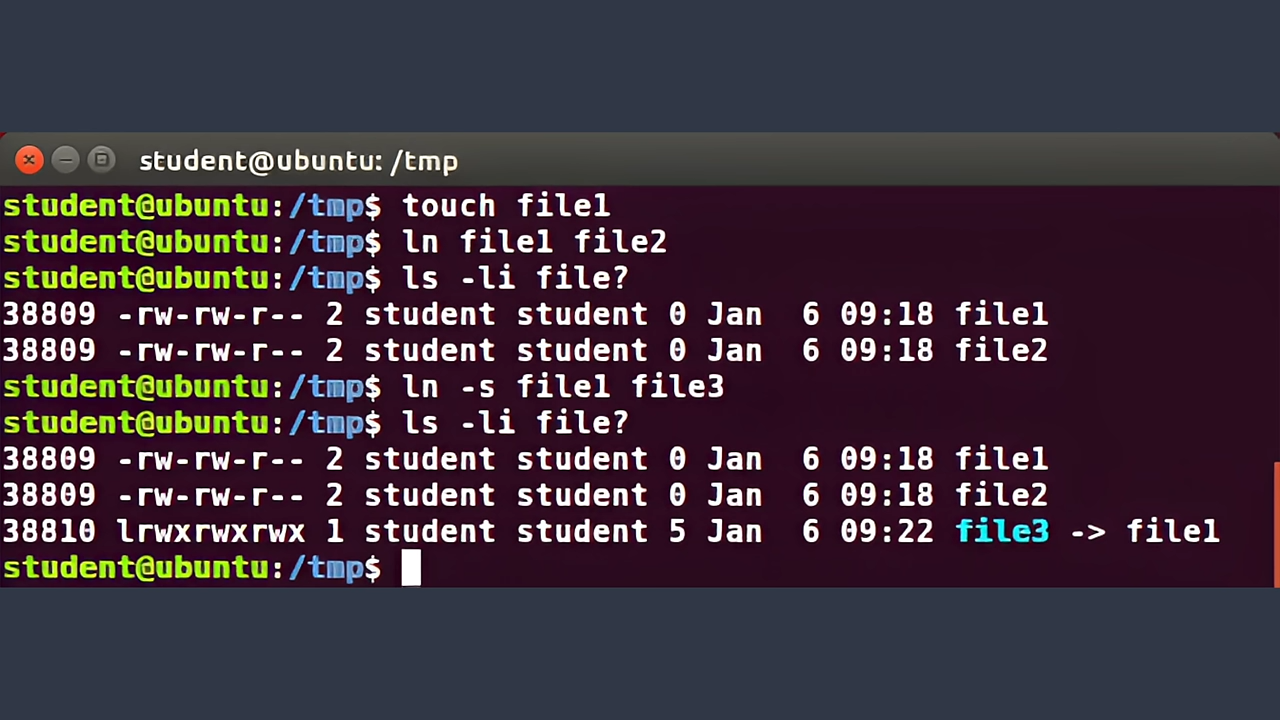 student@ubuntu: /tmp
student@ubuntu:/tmp$ touch file1
student@ubuntu:/tmp$ ln file1 file2
student@ubuntu:/tmp$ ls -li file?
38809 -rw-rw-r-- 2 student student 0 Jan  6 09:18 file1
38809 -rw-rw-r-- 2 student student 0 Jan  6 09:18 file2
student@ubuntu:/tmp$ ln -s file1 file3
student@ubuntu:/tmp$ ls -li file?
38809 -rw-rw-r-- 2 student student 0 Jan  6 09:18 file1
38809 -rw-rw-r-- 2 student student 0 Jan  6 09:18 file2
38810 lrwxrwxrwx 1 student student 5 Jan  6 09:22 file3 -> file1
student@ubuntu:/tmp$